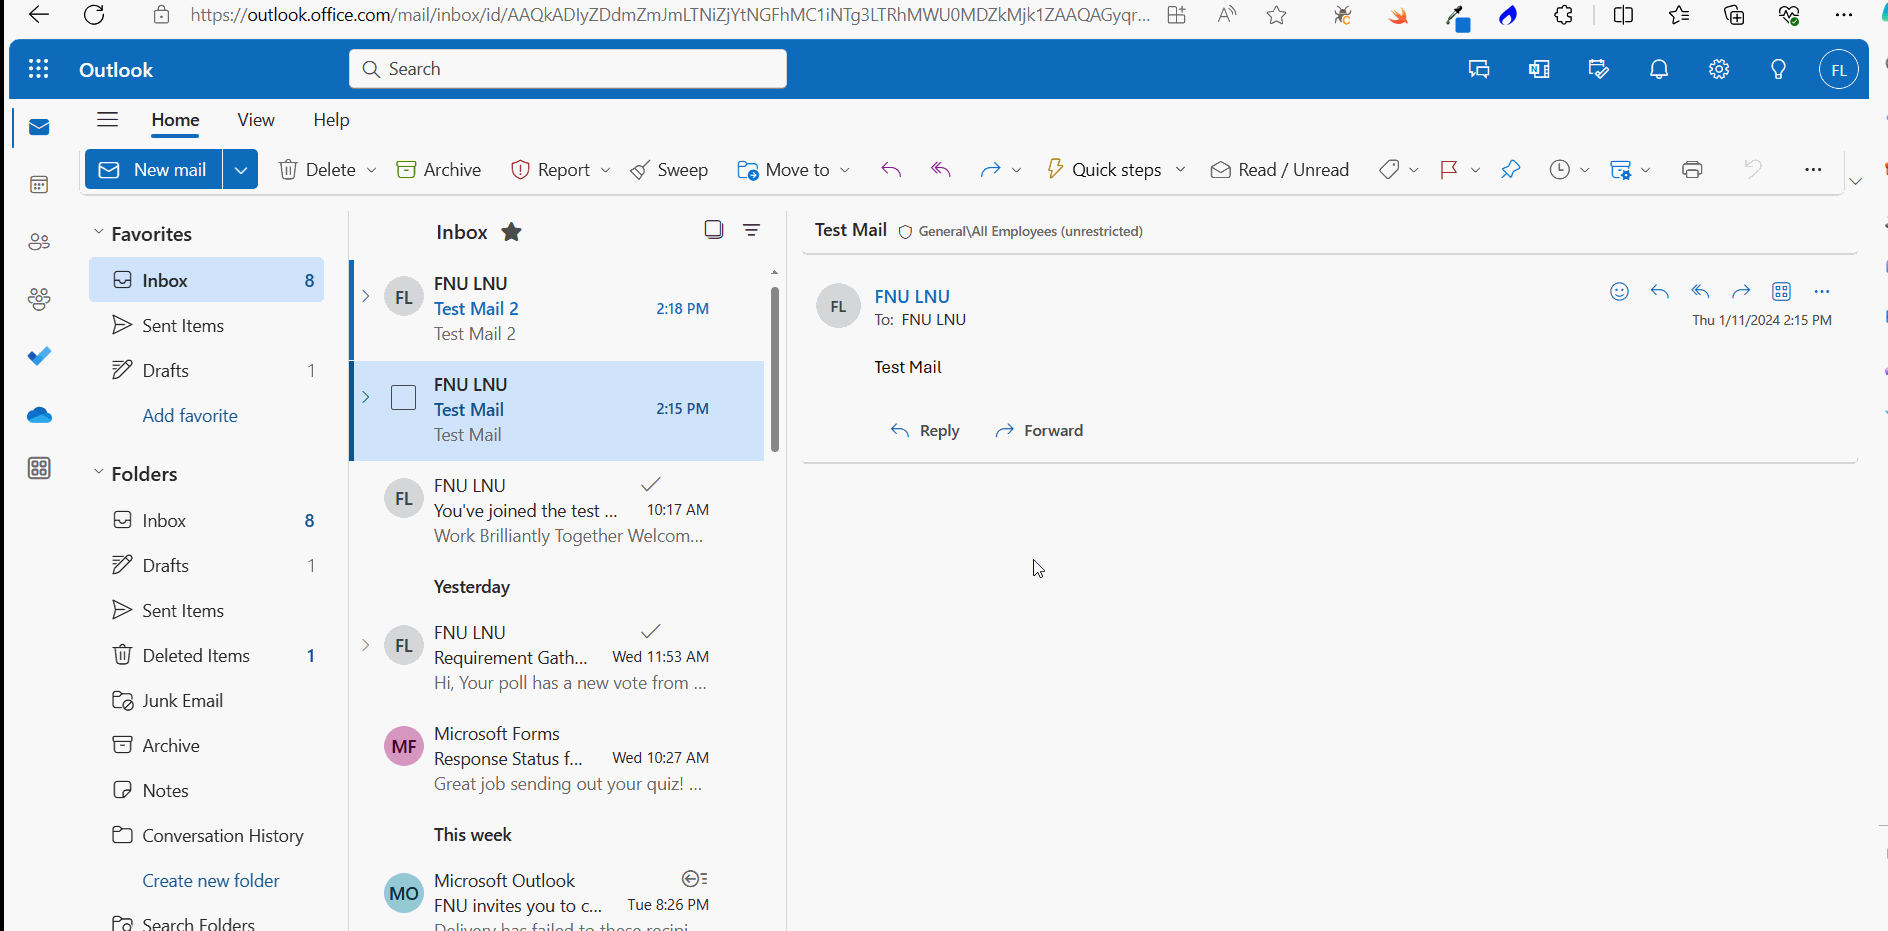 https://outlook.office.com/mail/inbox/id/AAQkADIyZDdmZmJmLTNiZjYtNGFhMC1iNTg3LTRhMWU0MDZkMjk1ZAAQAGyqr...
Outlook
Search
FL
Home View Help
New mail Delete Archive Report Sweep Move to Quick steps Read / Unread
Favorites
Inbox 8
Sent Items
Drafts 1
Add favorite
Folders
Inbox 8
Drafts 1
Sent Items
Deleted Items 1
Junk Email
Archive
Notes
Conversation History
Create new folder
Search Folders
Inbox
FL
FNU LNU
Test Mail 2 2:18 PM
Test Mail 2
FNU LNU
Test Mail 2:15 PM
Test Mail
FL
FNU LNU
You've joined the test ... 10:17 AM
Work Brilliantly Together Welcom...
Yesterday
FL
FNU LNU
Requirement Gath... Wed 11:53 AM
Hi, Your poll has a new vote from ...
MF
Microsoft Forms
Response Status f... Wed 10:27 AM
Great job sending out your quiz! ...
This week
MO
Microsoft Outlook
FNU invites you to c... Tue 8:26 PM
Delivery has failed to these recipi...
Test Mail General\All Employees (unrestricted)
FL
FNU LNU
To: FNU LNU
Thu 1/11/2024 2:15 PM
Test Mail
Reply Forward